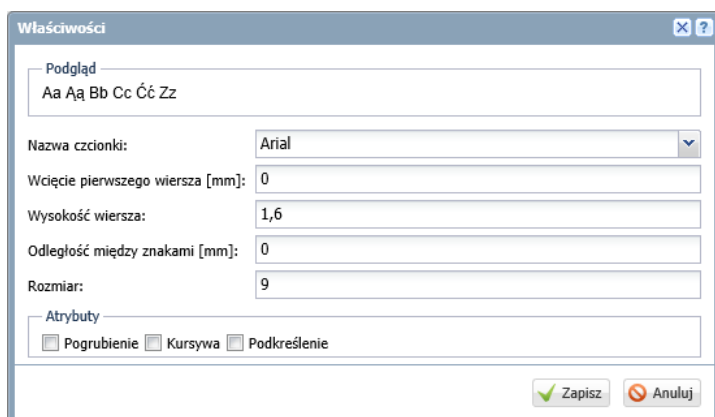 Właściwości
Podgląd
Aa Ąą Bb Cc Ćć Zz
Nazwa czcionki: Arial
Wcięcie pierwszego wiersza [mm]: 0
Wysokość wiersza: 1,6
Odległość między znakami [mm]: 0
Rozmiar: 9
Atrybuty
Pogrubienie Kursywa Podkreślenie
Zapisz Anuluj